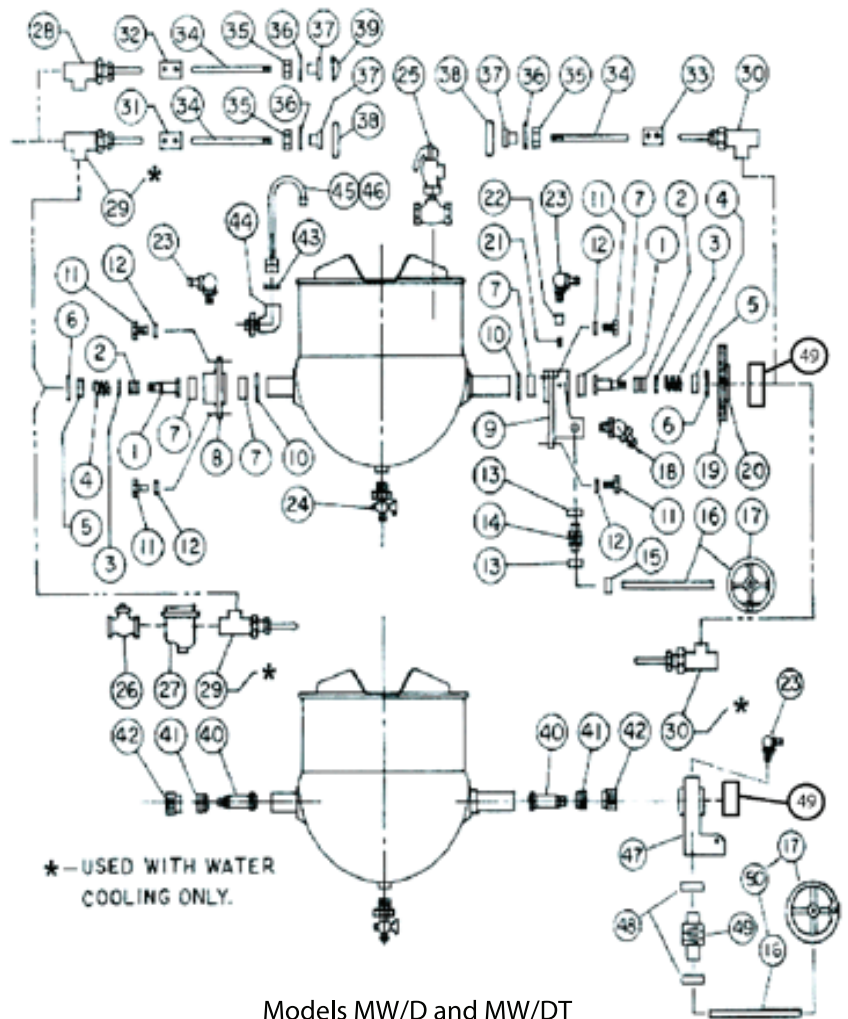 28 32 34 35 36 37 39
25
38 37 36 35 34 33 30
31 34 35 36 37 38
29 *
45 46
44 43
23
22 23 11 7 2 4
21 12 1 3 5
11 12
6 2
7
10
49
5 4 3 1 7 8 7 10
9
18
6 19 20
24
13 14 13
12 11
15 16 17
11 12
26 27 29 *
30 *
23
42 41 40
40 41 42
47
49
* – USED WITH WATER
COOLING ONLY.
48 49
50 17
16
Models MW/D and MW/DT